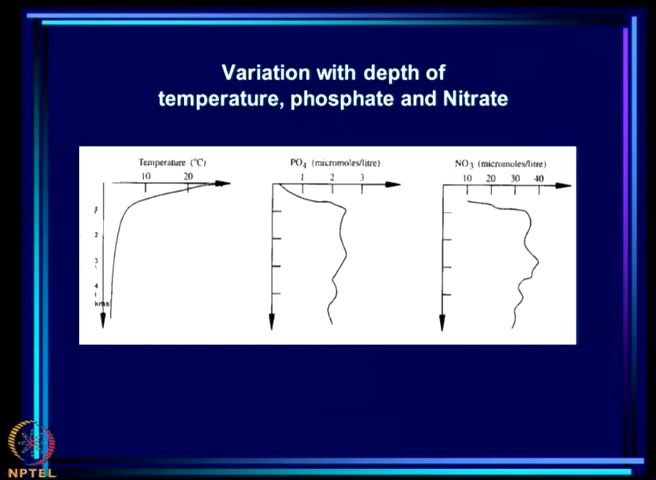 Variation with depth of
temperature, phosphate and Nitrate
Temperature (°C)
10 20
1
2
3
4
kms
PO4 (micromoles/litre)
1 2 3
NO3 (micromoles/litre)
10 20 30 40
NPTEL